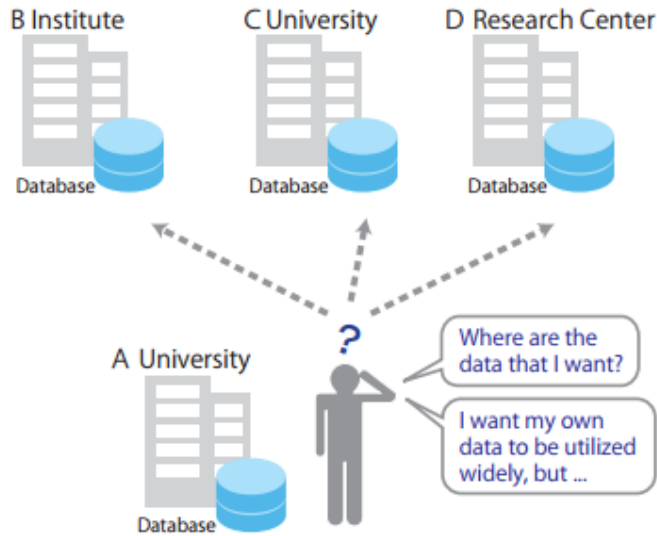 B Institute
C University
D Research Center
Database
Database
Database
?
A University
Where are the
data that I want?
I want my own
data to be utilized
widely, but ...
Database